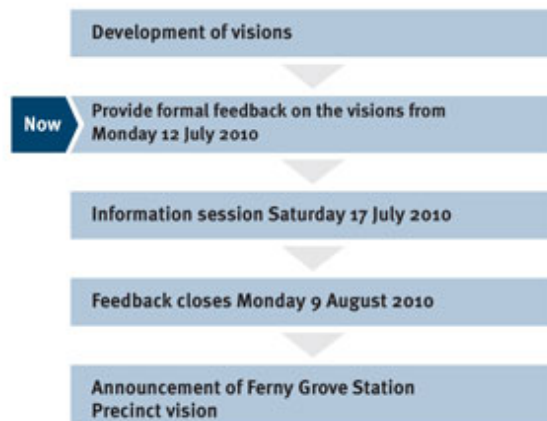 Development of visions
Now
Provide formal feedback on the visions from
Monday 12 July 2010
Information session Saturday 17 July 2010
Feedback closes Monday 9 August 2010
Announcement of Ferny Grove Station
Precinct vision